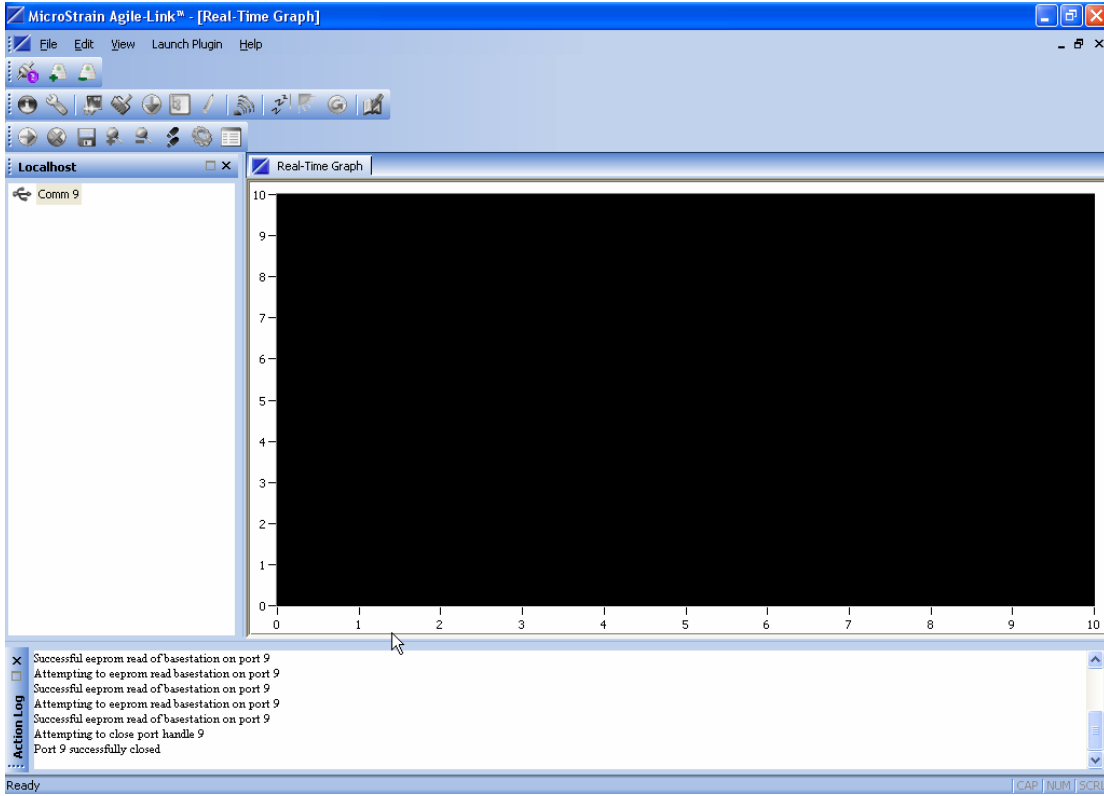 MicroStrain Agile-Link™ - [Real-Time Graph]
File Edit View Launch Plugin Help
Localhost
Real-Time Graph
Comm 9
10
9
8
7
6
5
4
3
2
1
0
0 1 2 3 4 5 6 7 8 9 10
Action Log
Successful eeprom read of basestation on port 9
Attempting to eeprom read basestation on port 9
Successful eeprom read of basestation on port 9
Attempting to eeprom read basestation on port 9
Successful eeprom read of basestation on port 9
Attempting to close port handle 9
Port 9 successfully closed
Ready
CAP NUM SCRL